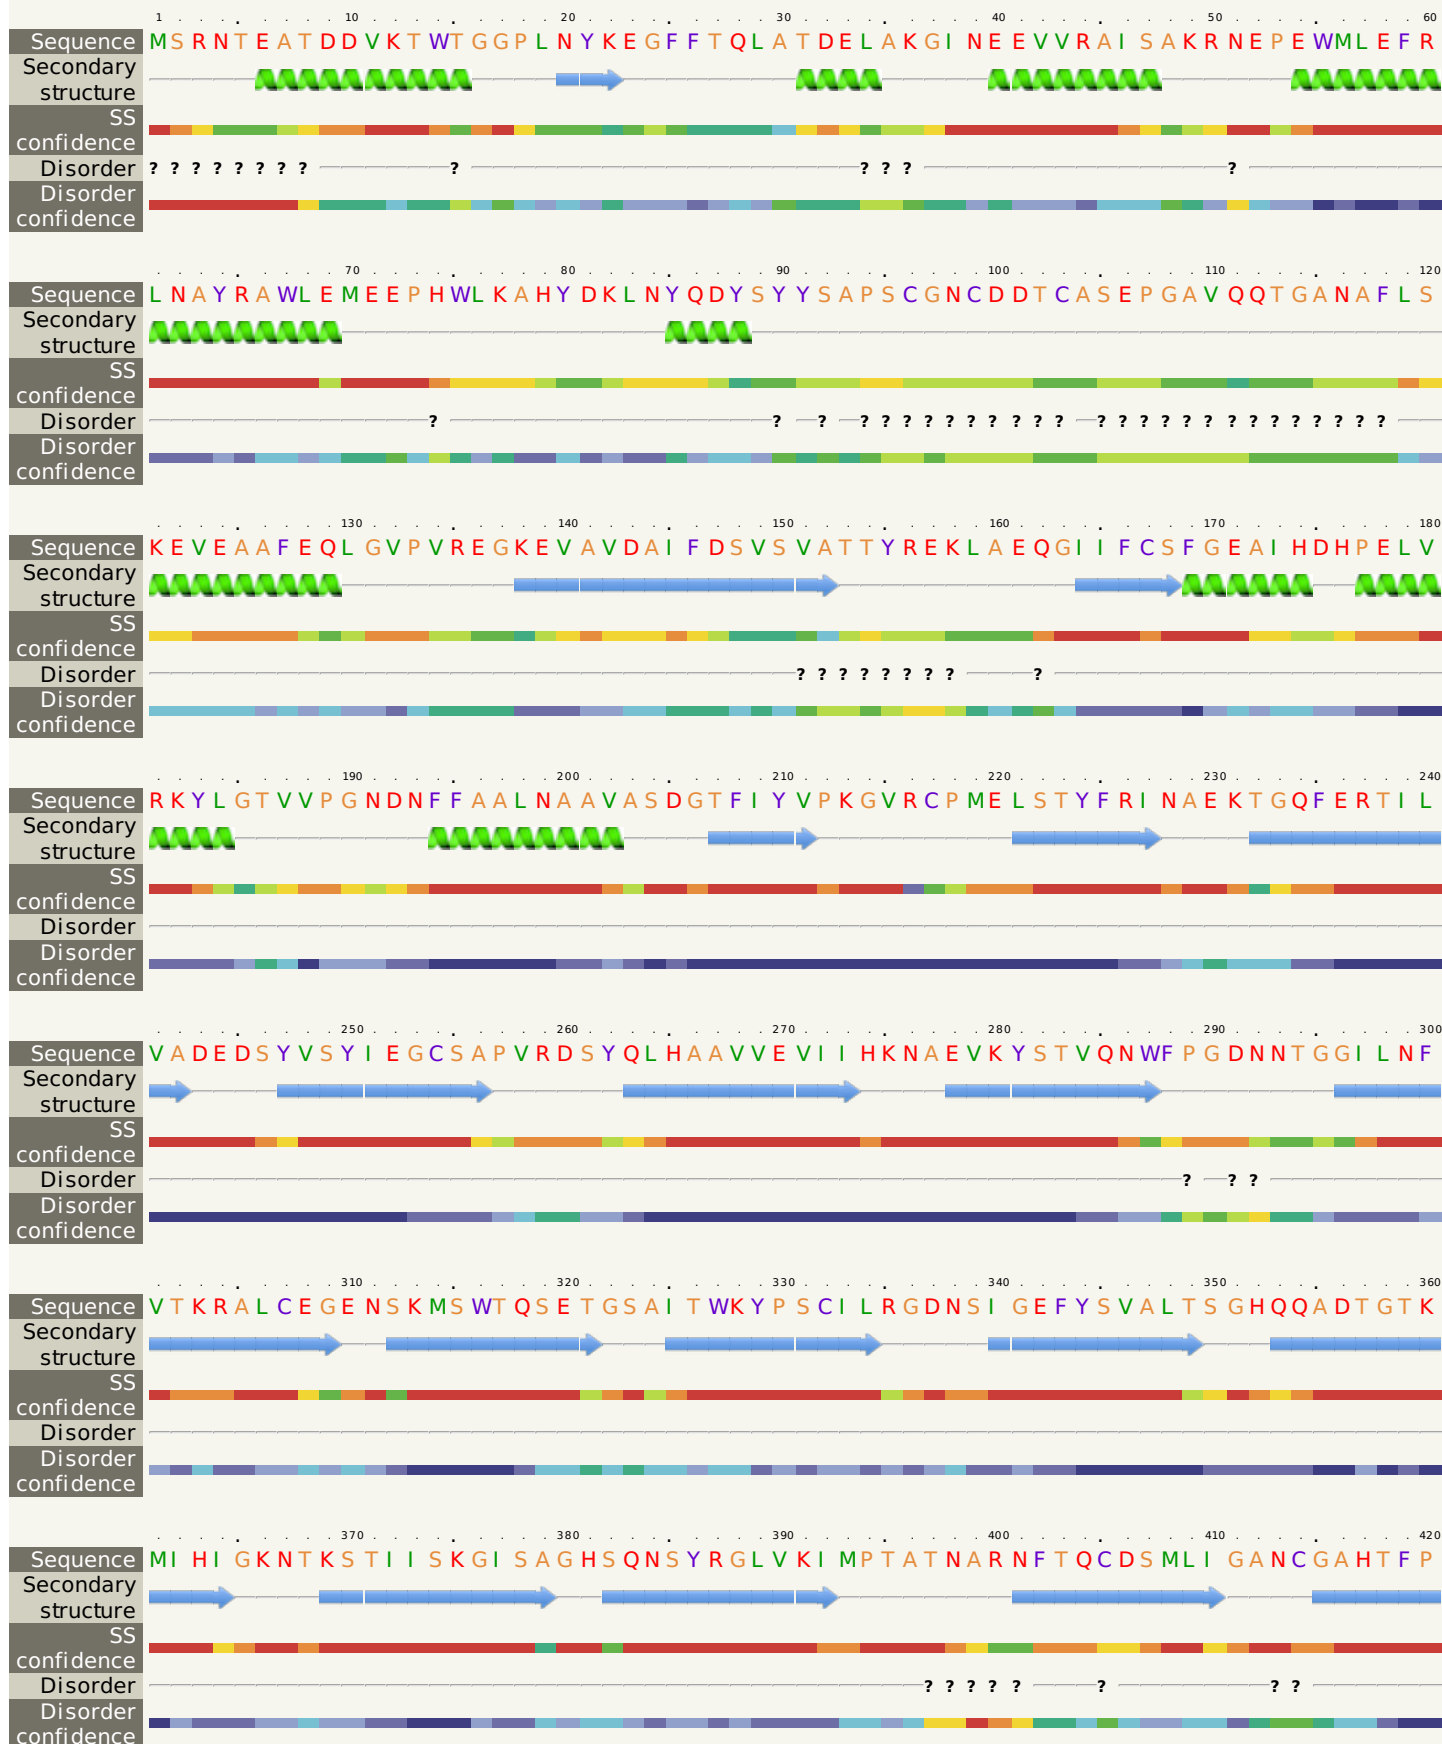 1 . . . . . . . . 10 . . . . . . . . . 20 . . . . . . . . . 30 . . . . . . . . . 40 . . . . . . . . . 50 . . . . . . . . . 60
Sequence MSRNTEATDDVKTWTGGPLNYKEGFFTQLATDELAKGINEEVVRAISAKRNEPEWMLEFR
Secondary
structure
SS
confidence
Disorder ? ? ? ? ? ? ? ? ? ? ? ? ?
Disorder
confidence
. . . . . . . . . 70 . . . . . . . . . 80 . . . . . . . . . 90 . . . . . . . . . 100 . . . . . . . . . 110 . . . . . . . . . 120
Sequence LNAYRAWLEMEEPHWLKAHYDKLNYQDYSYYSAPSCGNCDDTCASEPGAVQQTGANAFLS
Secondary
structure
SS
confidence
Disorder ? ? ? ? ? ? ? ? ? ? ? ? ? ? ? ? ? ? ? ? ? ? ? ? ? ?
Disorder
confidence
. . . . . . . . . 130 . . . . . . . . . 140 . . . . . . . . . 150 . . . . . . . . . 160 . . . . . . . . . 170 . . . . . . . . . 180
Sequence KEVEAAFEQLGVPVREGKEVAVDAIFDSVSVATTYREKLAEQGIIFCSFGEAIHDHPELV
Secondary
structure
SS
confidence
Disorder ? ? ? ? ? ? ? ? ?
Disorder
confidence
. . . . . . . . . 190 . . . . . . . . . 200 . . . . . . . . . 210 . . . . . . . . . 220 . . . . . . . . . 230 . . . . . . . . . 240
Sequence RKYLGTVVPGNDNFFAALNAAVASDGTFIYVPKGVRCPMELSTYFRINAEKTGQFERTIL
Secondary
structure
SS
confidence
Disorder
Disorder
confidence
. . . . . . . . . 250 . . . . . . . . . 260 . . . . . . . . . 270 . . . . . . . . . 280 . . . . . . . . . 290 . . . . . . . . . 300
Sequence VADEDSYVSYIEGCSAPVRDSYQLHAAVVEVIIHKNAEVKYSTVQNWFPGDNNTGGILNF
Secondary
structure
SS
confidence
Disorder ? ? ?
Disorder
confidence
. . . . . . . . . 310 . . . . . . . . . 320 . . . . . . . . . 330 . . . . . . . . . 340 . . . . . . . . . 350 . . . . . . . . . 360
Sequence VTKRALCEGENSKMSWTQSETGSAITWKYPSCILRGDNSIGEFYSVALTSGHQQADTGTK
Secondary
structure
SS
confidence
Disorder
Disorder
confidence
. . . . . . . . . 370 . . . . . . . . . 380 . . . . . . . . . 390 . . . . . . . . . 400 . . . . . . . . . 410 . . . . . . . . . 420
Sequence MIHIGKNTKSTIISKGISAGHSQNSYRGLVKIMPTATNARNFTQCDSMLIGANCGAHTFP
Secondary
structure
SS
confidence
Disorder ? ? ? ? ? ? ? ?
Disorder
confidence